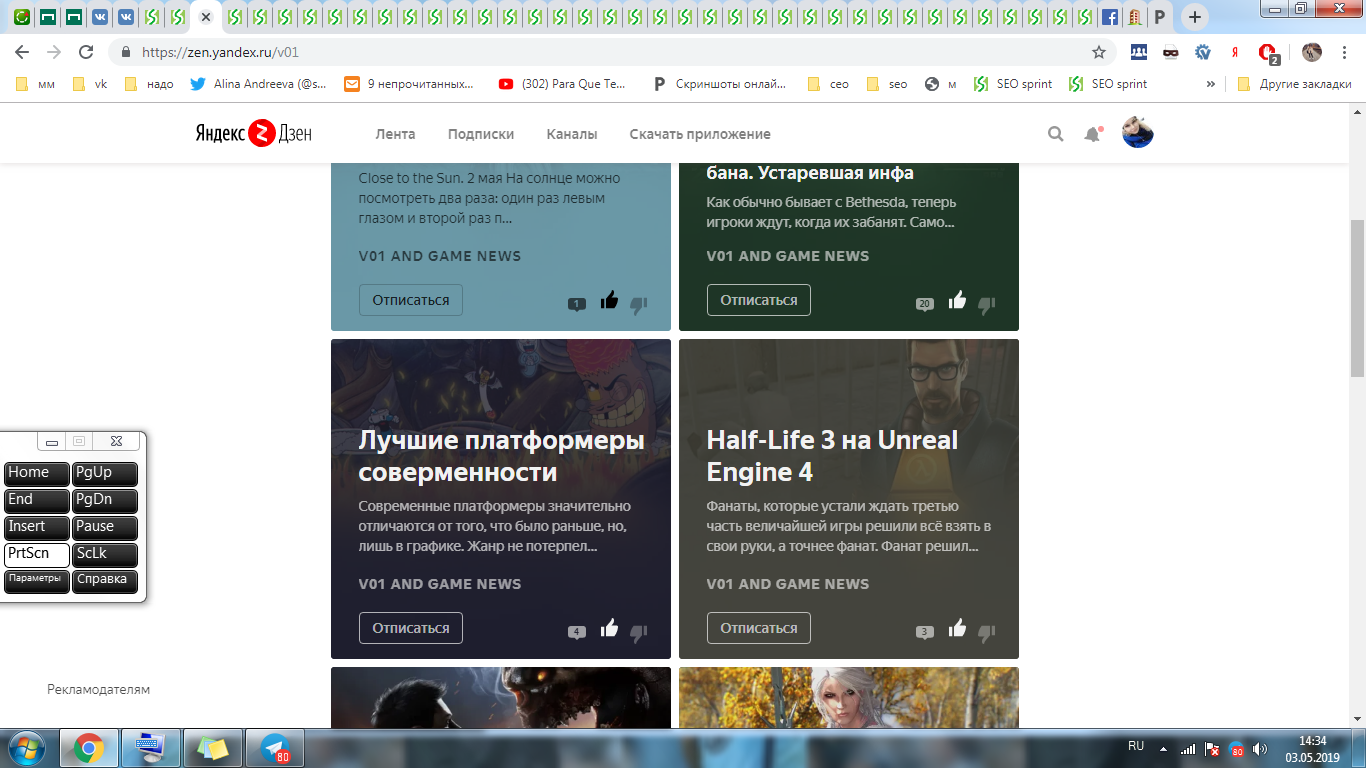 https://zen.yandex.ru/v01
2
мм
vk
надо
Alina Andreeva (@s...
9 непрочитанных...
(302) Para Que Te...
Скриншоты онлай...
сео
seo
м
SEO sprint
SEO sprint
»
Другие закладки
Яндекс Дзен
Лента
Подписки
Каналы
Скачать приложение
Close to the Sun. 2 мая На солнце можно
посмотреть два раза: один раз левым
глазом и второй раз п...
V01 AND GAME NEWS
Отписаться
1
бана. Устаревшая инфа
Как обычно бывает с Bethesda, теперь
игроки ждут, когда их забанят. Само...
V01 AND GAME NEWS
Отписаться
20
Лучшие платформеры
соверменности
Современные платформеры значительно
отличаются от того, что было раньше, но,
лишь в графике. Жанр не потерпел...
V01 AND GAME NEWS
Отписаться
4
Half-Life 3 на Unreal
Engine 4
Фанаты, которые устали ждать третью
часть величайшей игры решили всё взять в
свои руки, а точнее фанат. Фанат решил...
V01 AND GAME NEWS
Отписаться
3
Home PgUp
End PgDn
Insert Pause
PrtScn ScLk
Параметры Справка
Рекламодателям
80
RU
80
14:34
03.05.2019